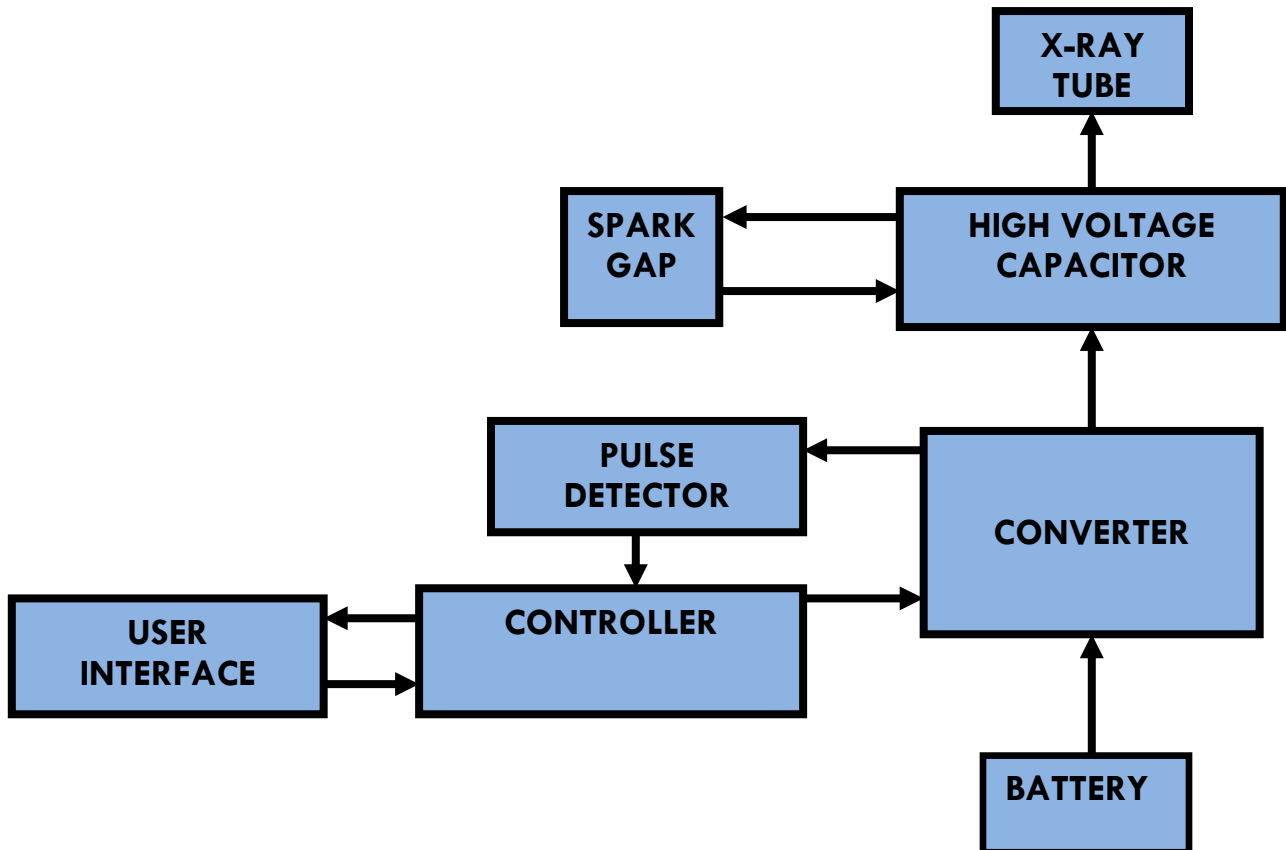 X-RAY
TUBE
SPARK
GAP
HIGH VOLTAGE
CAPACITOR
PULSE
DETECTOR
CONVERTER
USER
INTERFACE
CONTROLLER
BATTERY